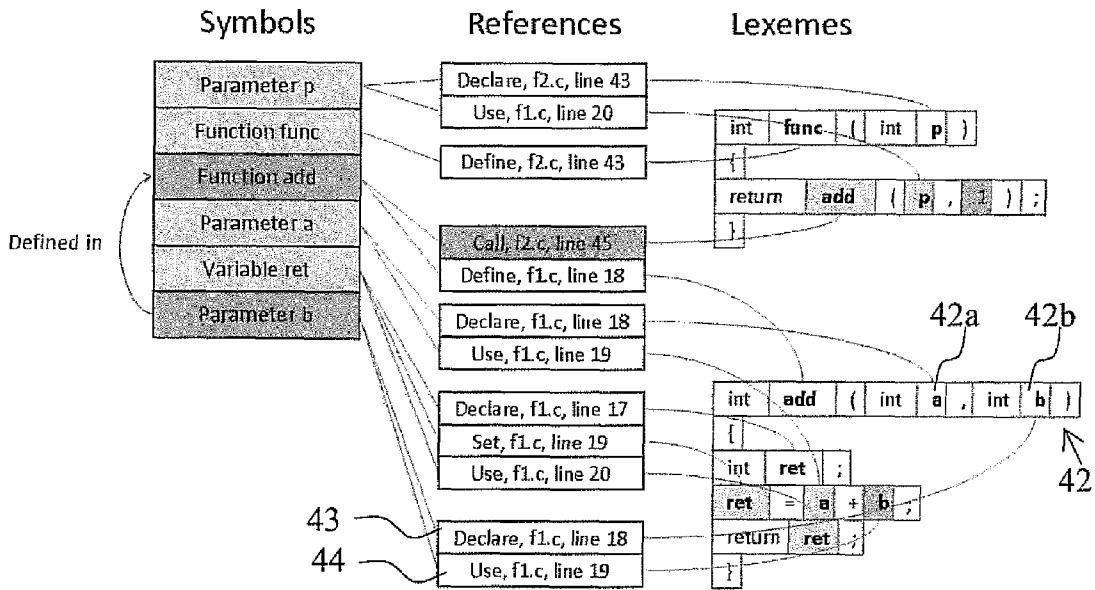 Symbols
References
Lexemes
Parameter p
Function func
Function add
Parameter a
Variable ret
Parameter b
Defined in
Declare, f2.c, line 43
Use, f1.c, line 20
Define, f2.c, line 43
Call, f2.c, line 45
Define, f1.c, line 18
Declare, f1.c, line 18
Use, f1.c, line 19
Declare, f1.c, line 17
Set, f1.c, line 19
Use, f1.c, line 20
43
Declare, f1.c, line 18
44
Use, f1.c, line 19
int func ( int p )
{
return add ( p , 1 ) ;
}
42a
42b
int add ( int a , int b )
{
42
int ret ;
ret = a + b ;
return ret ;
}